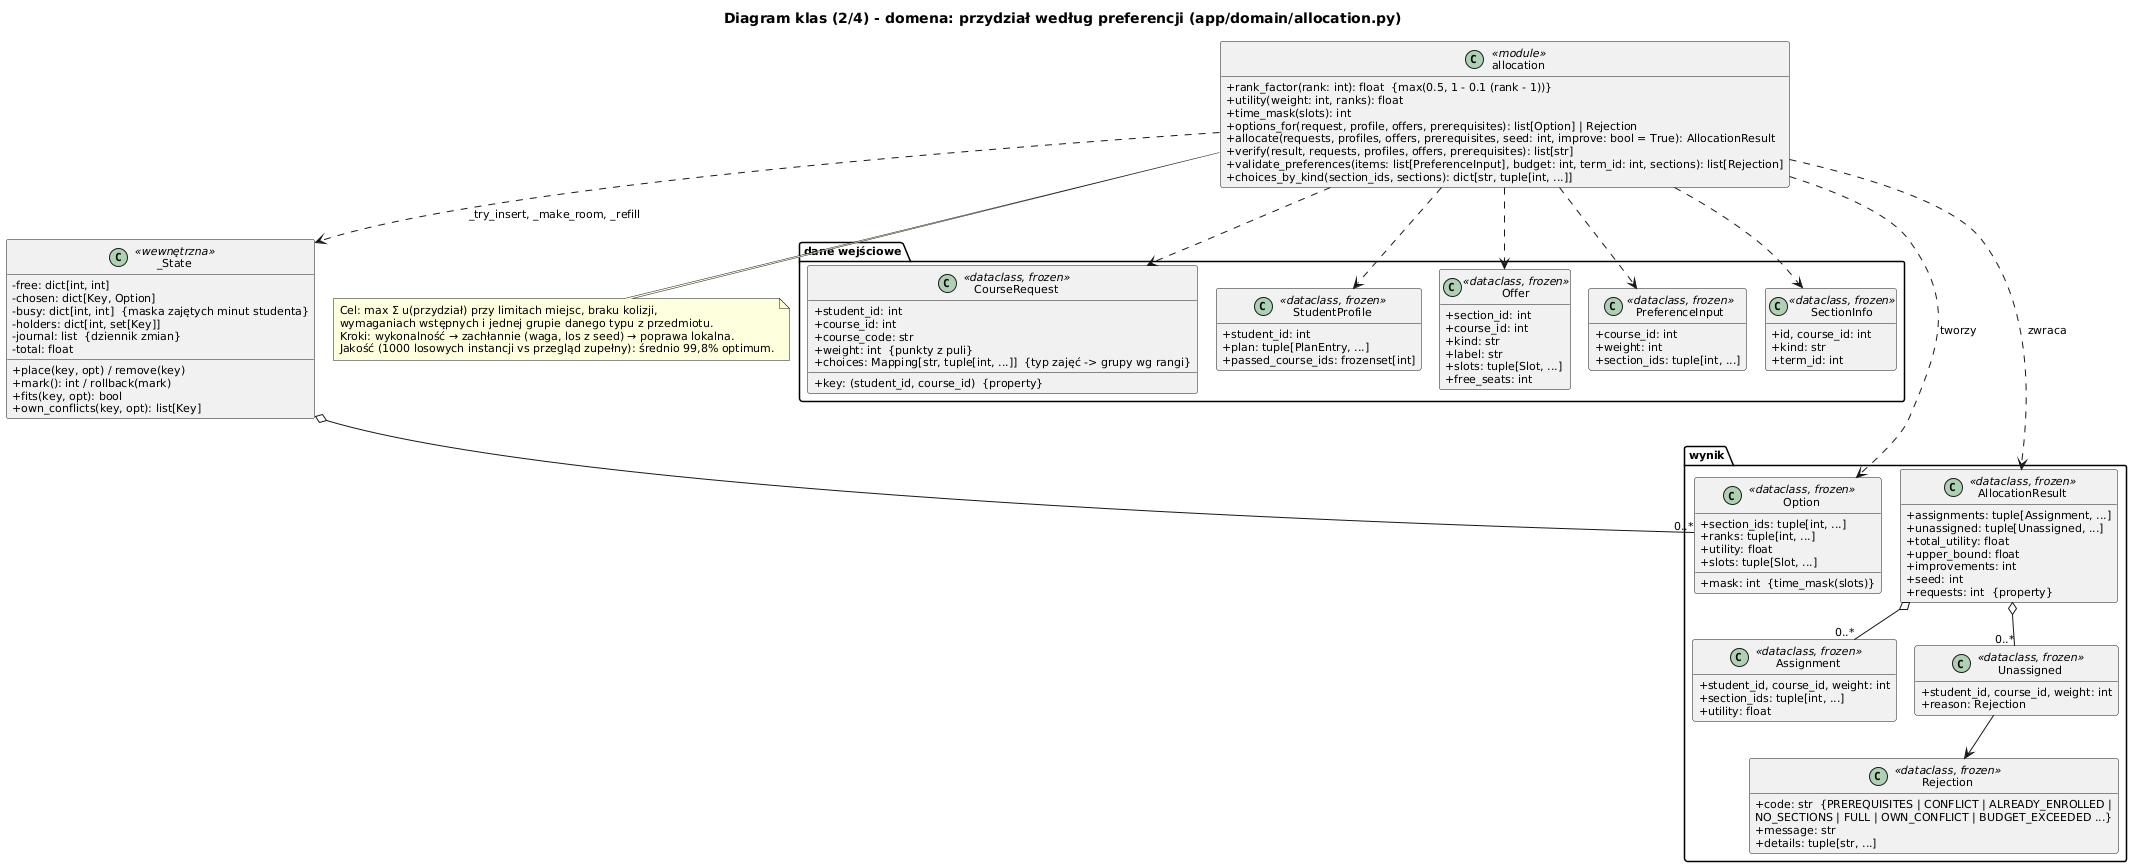 Diagram klas (2/4) - domena: przydział według preferencji (app/domain/allocation.py)
«module»
allocation
+rank_factor(rank: int): float  {max(0.5, 1 - 0.1 (rank - 1))}
+utility(weight: int, ranks): float
+time_mask(slots): int
+options_for(request, profile, offers, prerequisites): list[Option] | Rejection
+allocate(requests, profiles, offers, prerequisites, seed: int, improve: bool = True): AllocationResult
+verify(result, requests, profiles, offers, prerequisites): list[str]
+validate_preferences(items: list[PreferenceInput], budget: int, term_id: int, sections): list[Rejection]
+choices_by_kind(section_ids, sections): dict[str, tuple[int, ...]]
_try_insert, _make_room, _refill
«wewnętrzna»
_State
-free: dict[int, int]
-chosen: dict[Key, Option]
-busy: dict[int, int]  {maska zajętych minut studenta}
-holders: dict[int, set[Key]]
-journal: list  {dziennik zmian}
-total: float
+place(key, opt) / remove(key)
+mark(): int / rollback(mark)
+fits(key, opt): bool
+own_conflicts(key, opt): list[Key]
Cel: max Σ u(przydział) przy limitach miejsc, braku kolizji,
wymaganiach wstępnych i jednej grupie danego typu z przedmiotu.
Kroki: wykonalność → zachłannie (waga, los z seed) → poprawa lokalna.
Jakość (1000 losowych instancji vs przegląd zupełny): średnio 99,8% optimum.
dane wejściowe
«dataclass, frozen»
CourseRequest
+student_id: int
+course_id: int
+course_code: str
+weight: int  {punkty z puli}
+choices: Mapping[str, tuple[int, ...]]  {typ zajęć -> grupy wg rangi}
+key: (student_id, course_id)  {property}
«dataclass, frozen»
StudentProfile
+student_id: int
+plan: tuple[PlanEntry, ...]
+passed_course_ids: frozenset[int]
«dataclass, frozen»
Offer
+section_id: int
+course_id: int
+kind: str
+label: str
+slots: tuple[Slot, ...]
+free_seats: int
«dataclass, frozen»
PreferenceInput
+course_id: int
+weight: int
+section_ids: tuple[int, ...]
«dataclass, frozen»
SectionInfo
+id, course_id: int
+kind: str
+term_id: int
tworzy
zwraca
wynik
«dataclass, frozen»
Option
+section_ids: tuple[int, ...]
+ranks: tuple[int, ...]
+utility: float
+slots: tuple[Slot, ...]
+mask: int  {time_mask(slots)}
0..*
«dataclass, frozen»
AllocationResult
+assignments: tuple[Assignment, ...]
+unassigned: tuple[Unassigned, ...]
+total_utility: float
+upper_bound: float
+improvements: int
+seed: int
+requests: int  {property}
0..*
0..*
«dataclass, frozen»
Assignment
+student_id, course_id, weight: int
+section_ids: tuple[int, ...]
+utility: float
«dataclass, frozen»
Unassigned
+student_id, course_id, weight: int
+reason: Rejection
«dataclass, frozen»
Rejection
+code: str  {PREREQUISITES | CONFLICT | ALREADY_ENROLLED |
NO_SECTIONS | FULL | OWN_CONFLICT | BUDGET_EXCEEDED ...}
+message: str
+details: tuple[str, ...]